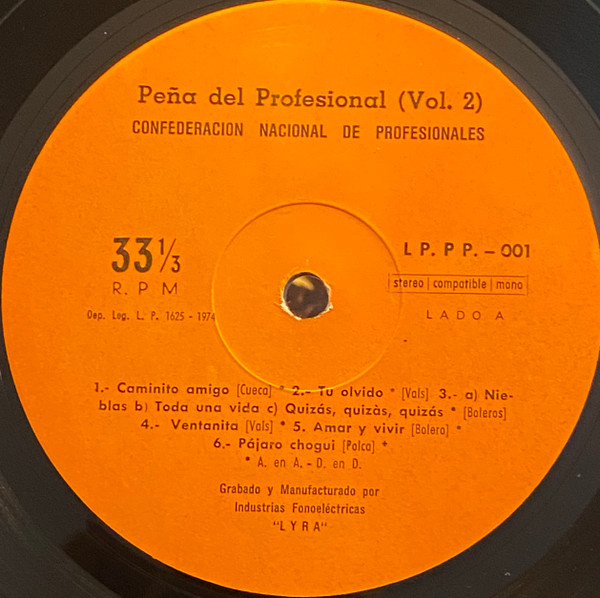 Peña del Profesional (Vol. 2)
CONFEDERACION NACIONAL DE PROFESIONALES
33 1/3
R. P M
Dep. Leg. L. P. 1625 - 1974
L P. P P. - 001
stereo | compatible | mono
LADO A
1.- Caminito amigo [Cueca] * 2.- Tu olvido * [Vals] 3.- a) Nie-
blas b) Toda una vida c) Quizás, quizàs, quizás * [Boleros]
4.- Ventanita [Vals] * 5. Amar y vivir [Bolero] *
6.- Pájaro chogui [Polca] *
* A. en A. - D. en D.
Grabado y Manufacturado por
Industrias Fonoeléctricas
"LYRA"